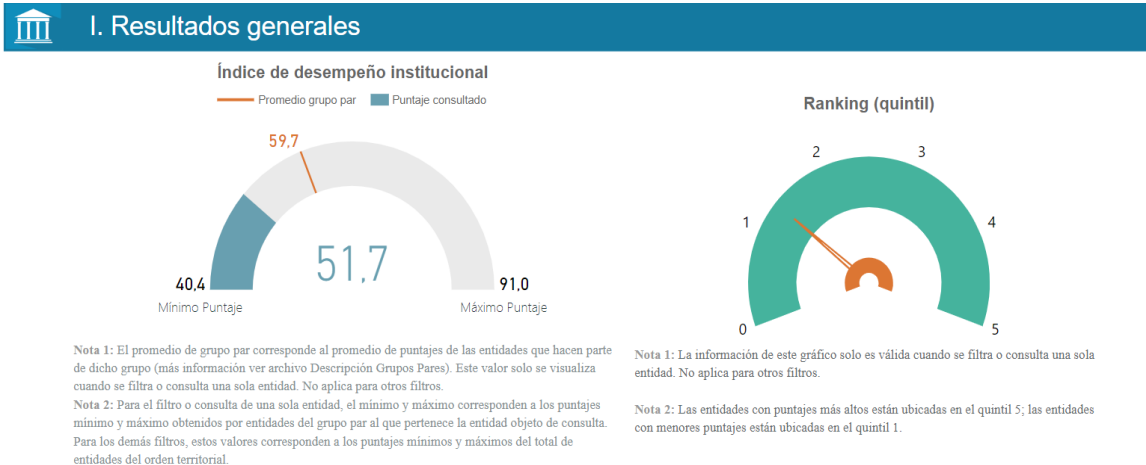 I. Resultados generales
Índice de desempeño institucional
Promedio grupo par Puntaje consultado
59,7
51,7
40,4
91,0
Mínimo Puntaje
Máximo Puntaje
Nota 1: El promedio de grupo par corresponde al promedio de puntajes de las entidades que hacen parte
de dicho grupo (más información ver archivo Descripción Grupos Pares). Este valor solo se visualiza
cuando se filtra o consulta una sola entidad. No aplica para otros filtros.
Nota 2: Para el filtro o consulta de una sola entidad, el mínimo y máximo corresponden a los puntajes
mínimo y máximo obtenidos por entidades del grupo par al que pertenece la entidad objeto de consulta.
Para los demás filtros, estos valores corresponden a los puntajes mínimos y máximos del total de
entidades del orden territorial.
Ranking (quintil)
2
3
1
4
0
5
Nota 1: La información de este gráfico solo es válida cuando se filtra o consulta una sola
entidad. No aplica para otros filtros.
Nota 2: Las entidades con puntajes más altos están ubicadas en el quintil 5; las entidades
con menores puntajes están ubicadas en el quintil 1.